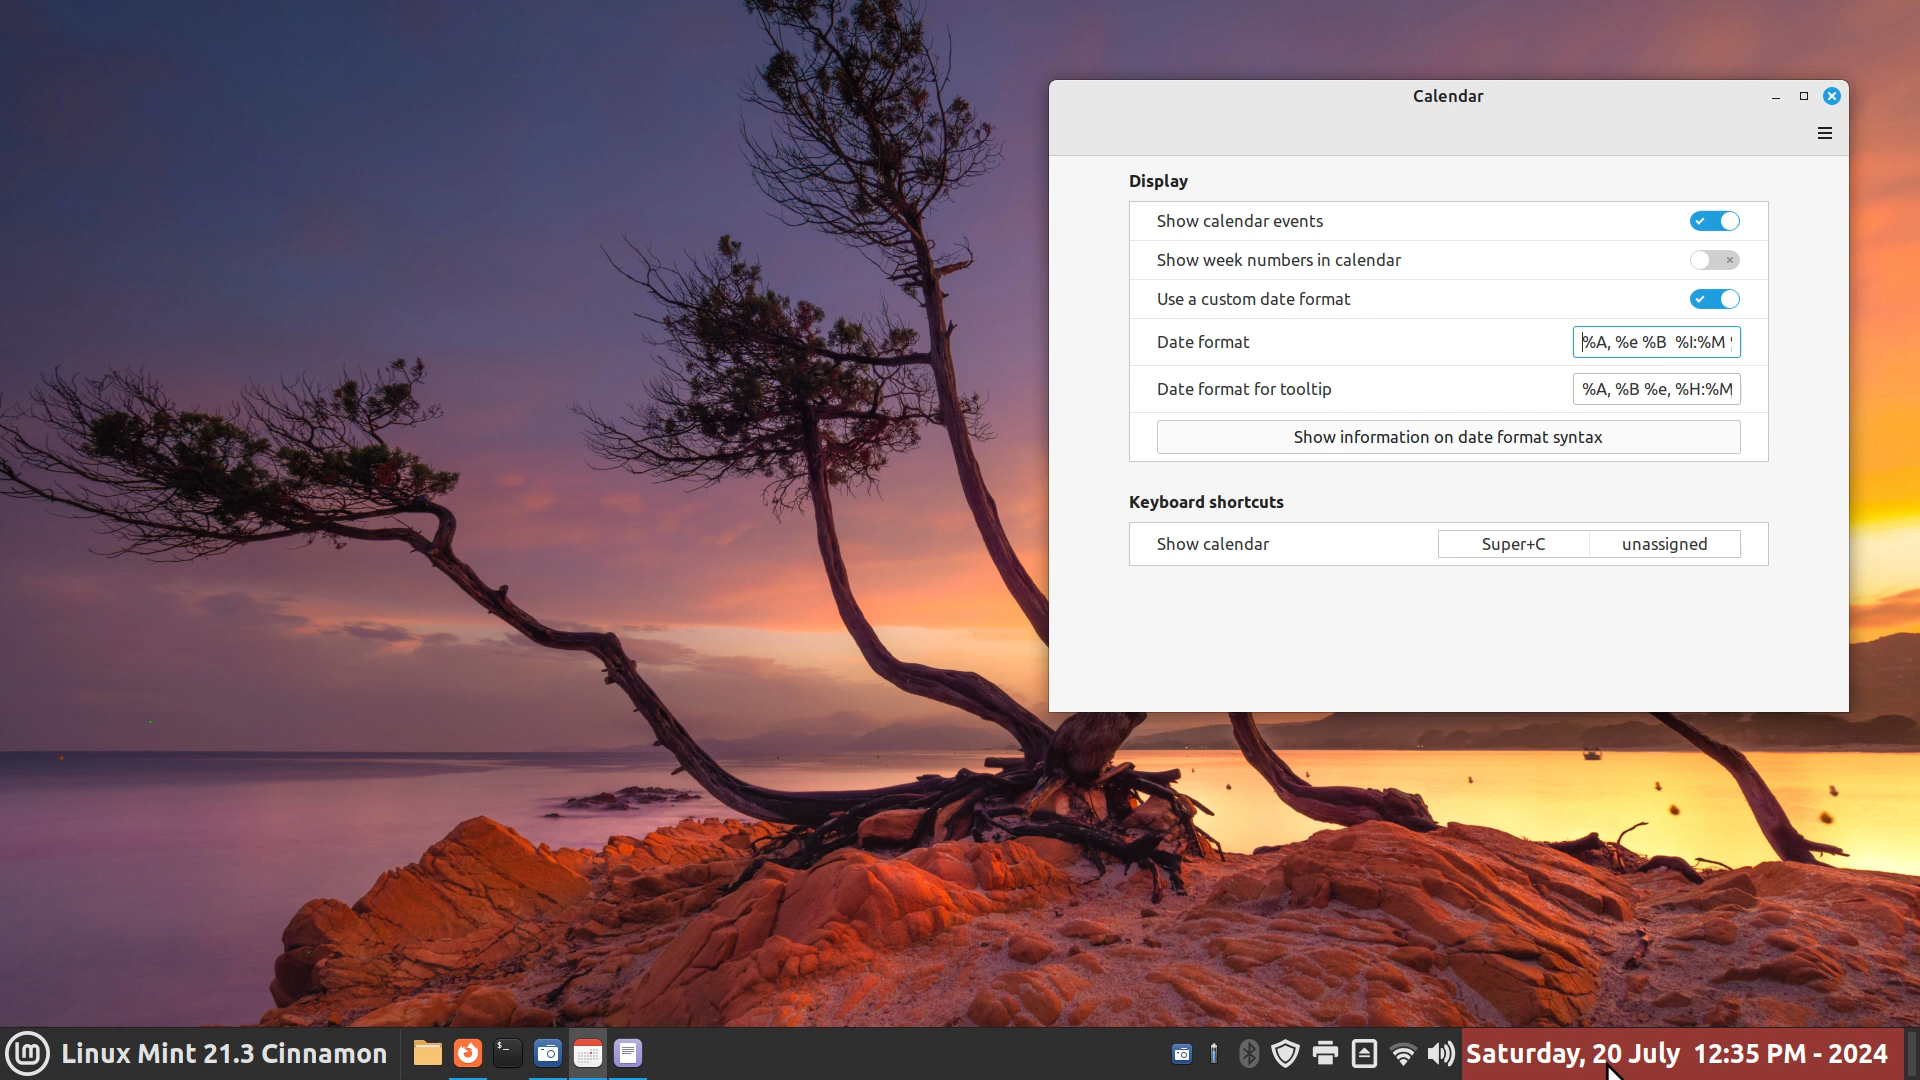 Calendar
Display
Show calendar events
Show week numbers in calendar
Use a custom date format
Date format
%A, %e %B  %I:%M
Date format for tooltip
%A, %B %e, %H:%M
Show information on date format syntax
Keyboard shortcuts
Show calendar
Super+C
unassigned
Linux Mint 21.3 Cinnamon
Saturday, 20 July  12:35 PM - 2024